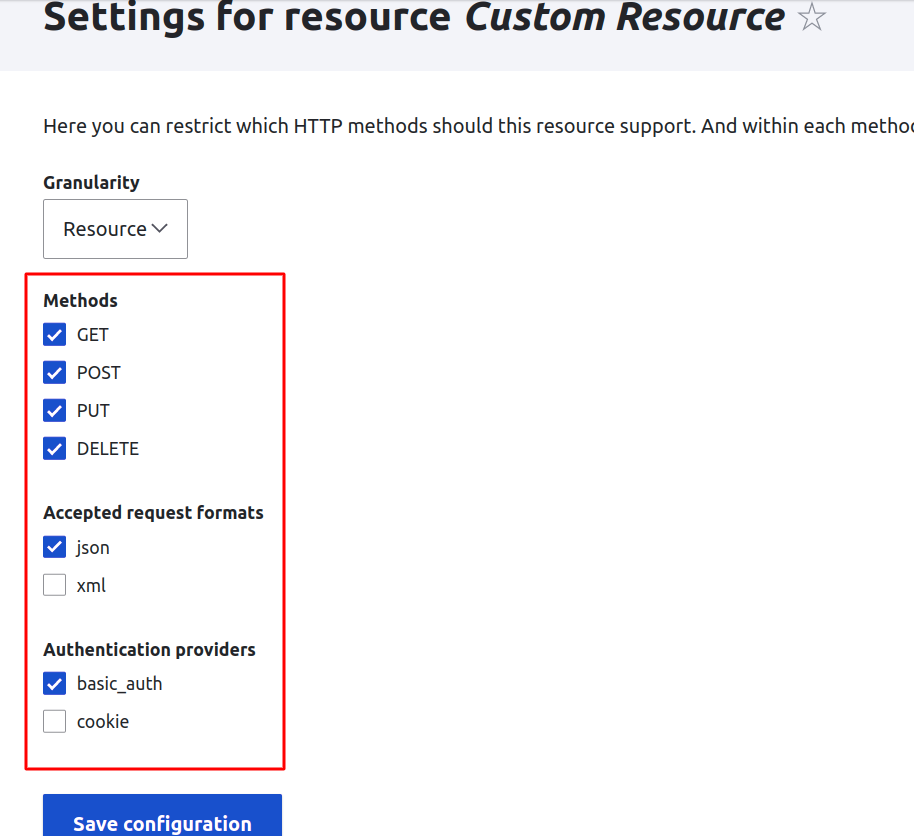 Settings for resource Custom Resource
Here you can restrict which HTTP methods should this resource support. And within each
Granularity
Resource
Methods
GET
POST
PUT
DELETE
Accepted request formats
json
xml
Authentication providers
basic_auth
cookie
Save configuration